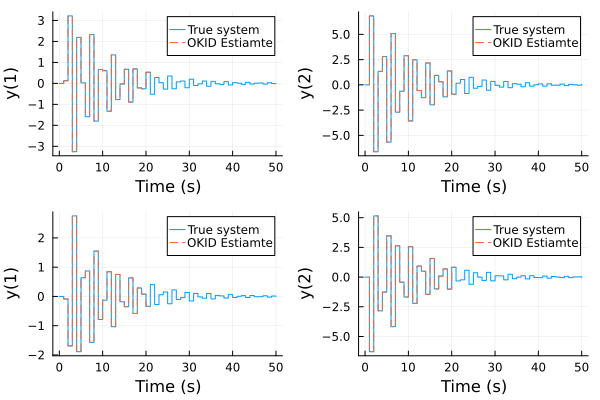 y(1)
3
2
1
0
−1
−2
−3
True system
OKID Estiamte
0 10 20 30 40 50
Time (s)
y(2)
5.0
2.5
0.0
−2.5
−5.0
True system
OKID Estiamte
0 10 20 30 40 50
Time (s)
y(1)
2
1
0
−1
−2
True system
OKID Estiamte
0 10 20 30 40 50
Time (s)
y(2)
5.0
2.5
0.0
−2.5
−5.0
True system
OKID Estiamte
0 10 20 30 40 50
Time (s)